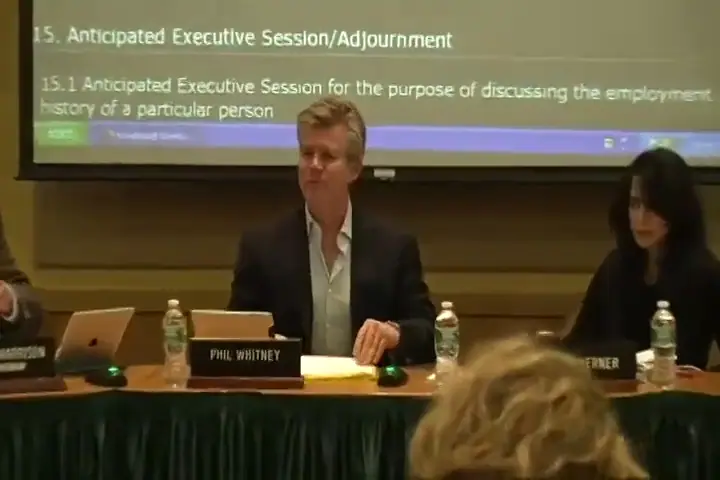 15. Anticipated Executive Session/Adjournment
15.1 Anticipated Executive Session for the purpose of discussing the employment
history of a particular person
PHIL WHITNEY
ERNER